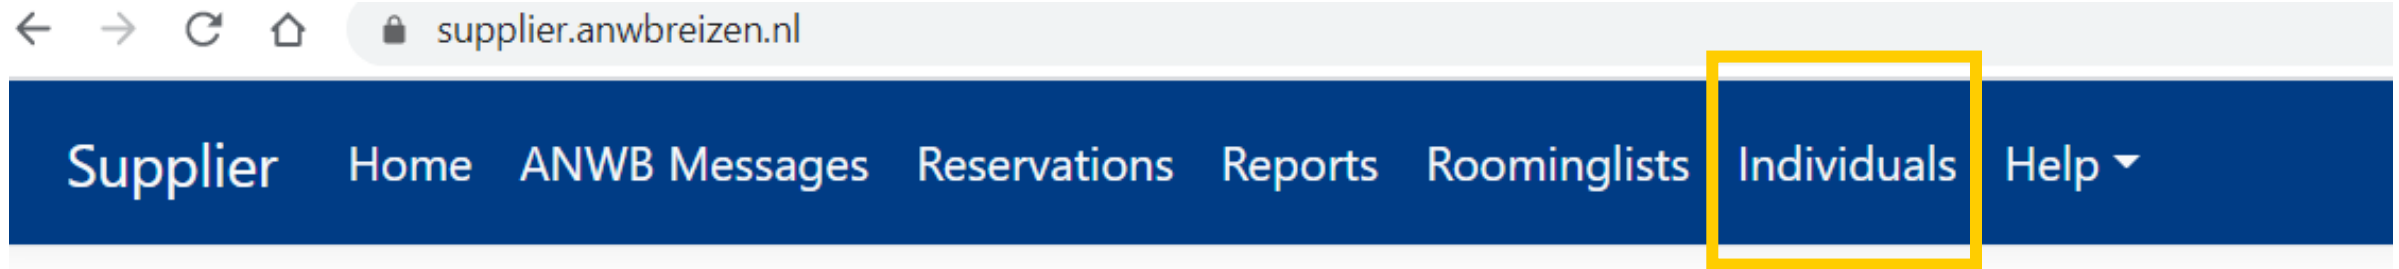 supplier.anwbreizen.nl
Supplier Home ANWB Messages Reservations Reports Roominglists Individuals Help